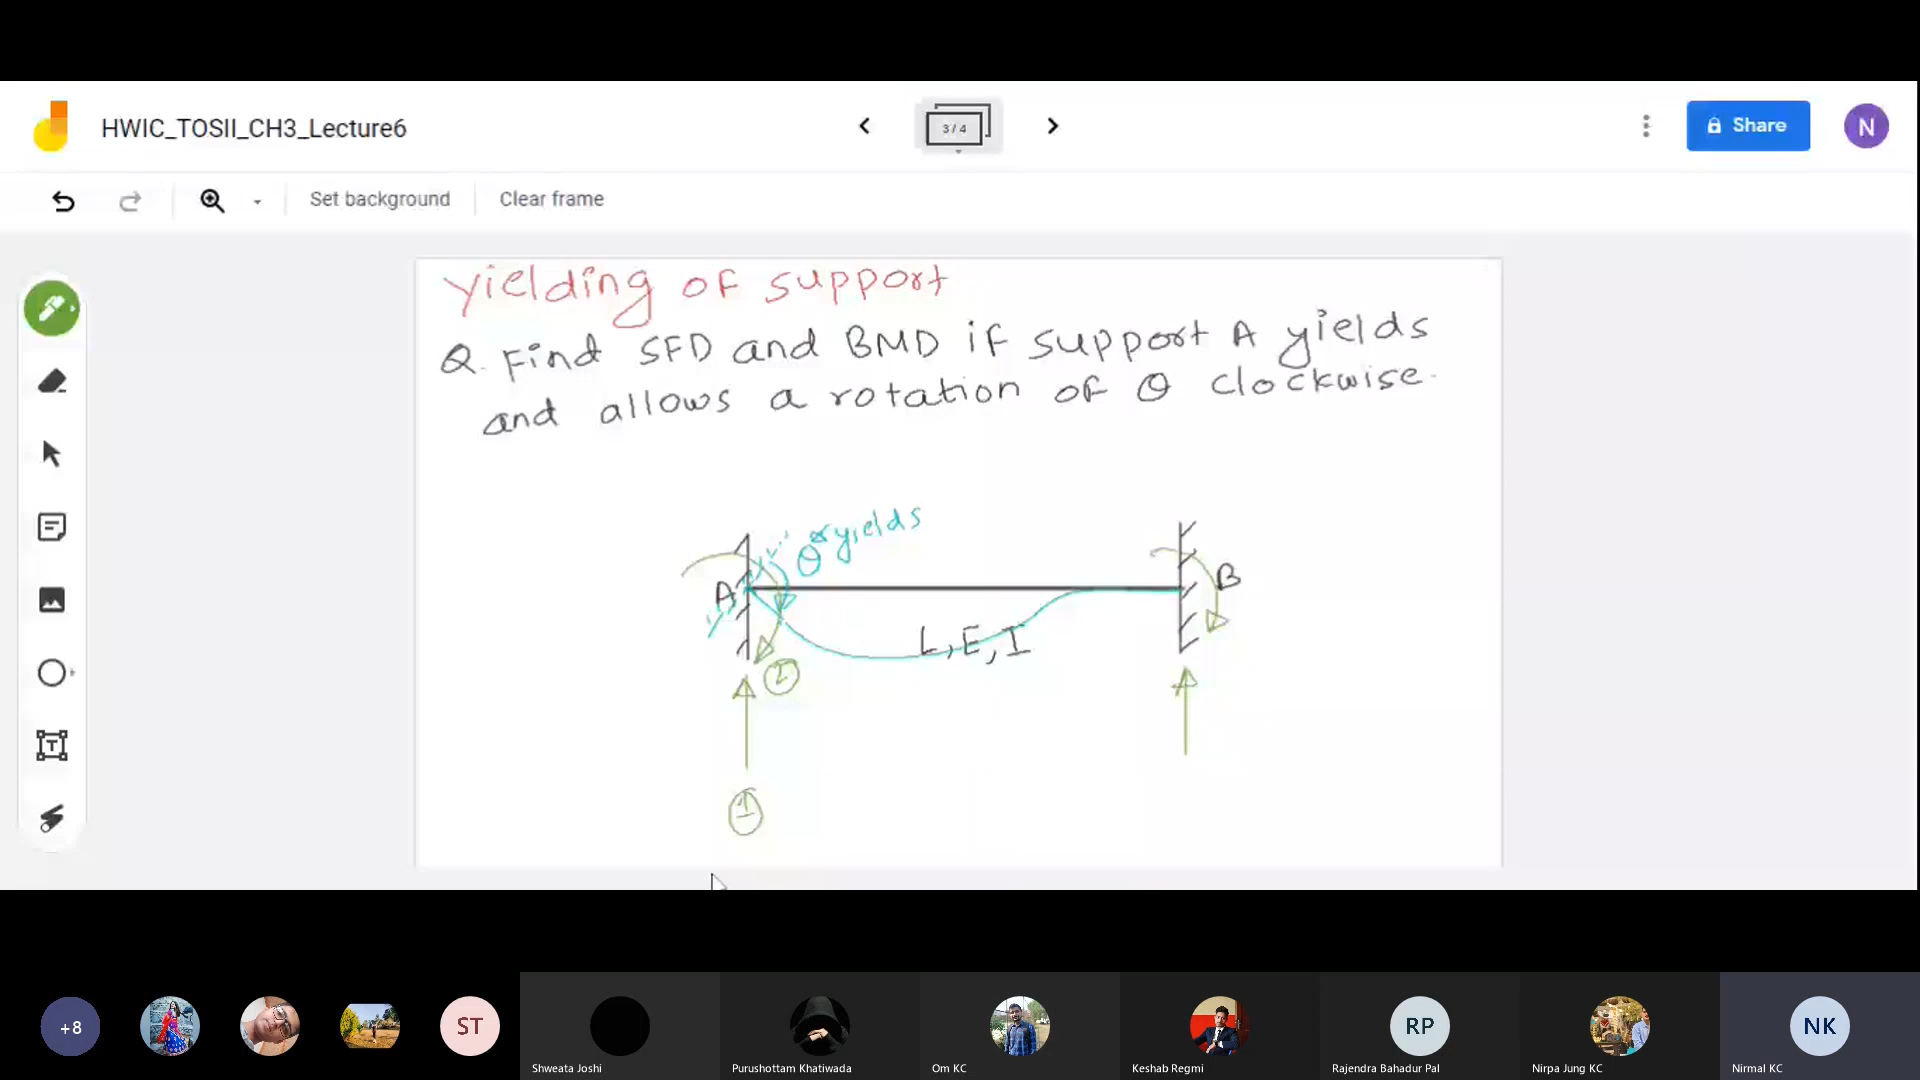 HWIC_TOSII_CH3_Lecture6
3/4
Share
N
Set background
Clear frame
Yielding of support
Q. Find SFD and BMD if support A yields
and allows a rotation of θ clockwise.
θ yields
A
B
L, E, I
2
1
+8
ST
RP
NK
Shweata Joshi
Purushottam Khatiwada
Om KC
Keshab Regmi
Rajendra Bahadur Pal
Nirpa Jung KC
Nirmal KC